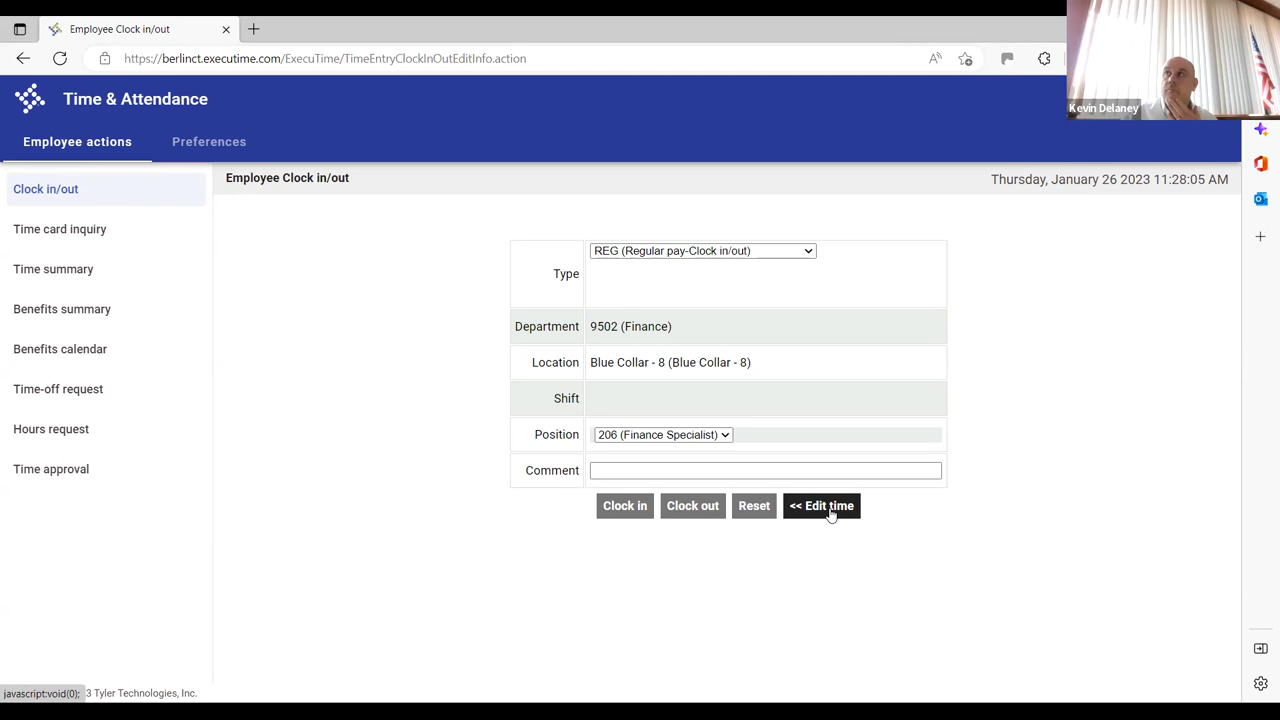 Employee Clock in/out
https://berlinct.executime.com/ExecuTime/TimeEntryClockInOutEditInfo.action
Kevin Delaney
Time & Attendance
Employee actions
Preferences
Clock in/out
Time card inquiry
Time summary
Benefits summary
Benefits calendar
Time-off request
Hours request
Time approval
Employee Clock in/out
Thursday, January 26 2023 11:28:05 AM
Type REG (Regular pay-Clock in/out)
Department 9502 (Finance)
Location Blue Collar - 8 (Blue Collar - 8)
Shift
Position 206 (Finance Specialist)
Comment
Clock in Clock out Reset << Edit time
javascript:void(0); 3 Tyler Technologies, Inc.